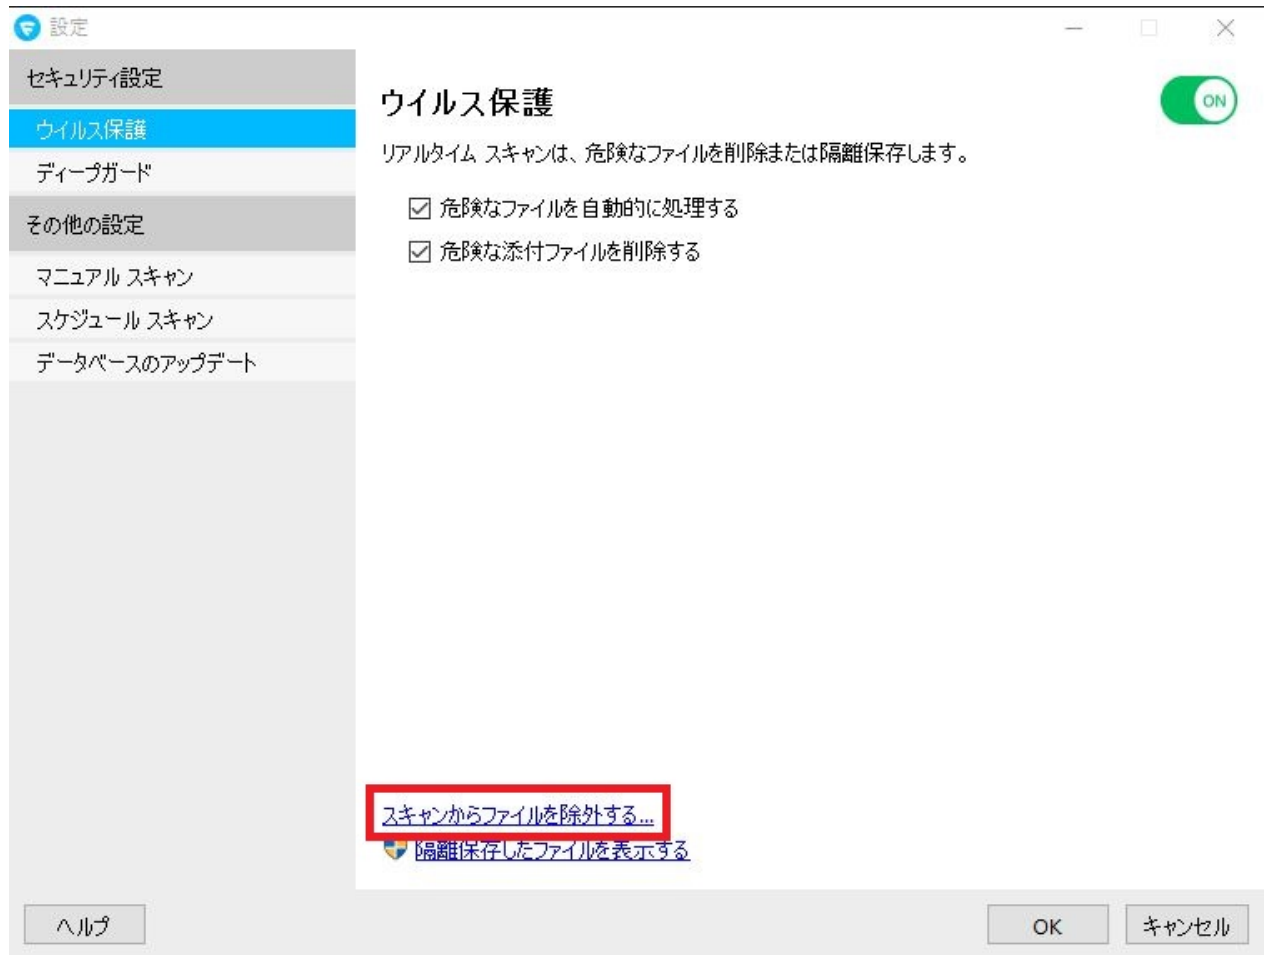 設定
セキュリティ設定
ウイルス保護
ディープガード
その他の設定
マニュアル スキャン
スケジュール スキャン
データベースのアップデート
ウイルス保護
ON
リアルタイム スキャンは、危険なファイルを削除または隔離保存します。
危険なファイルを自動的に処理する
危険な添付ファイルを削除する
スキャンからファイルを除外する...
隔離保存したファイルを表示する
ヘルプ
OK
キャンセル